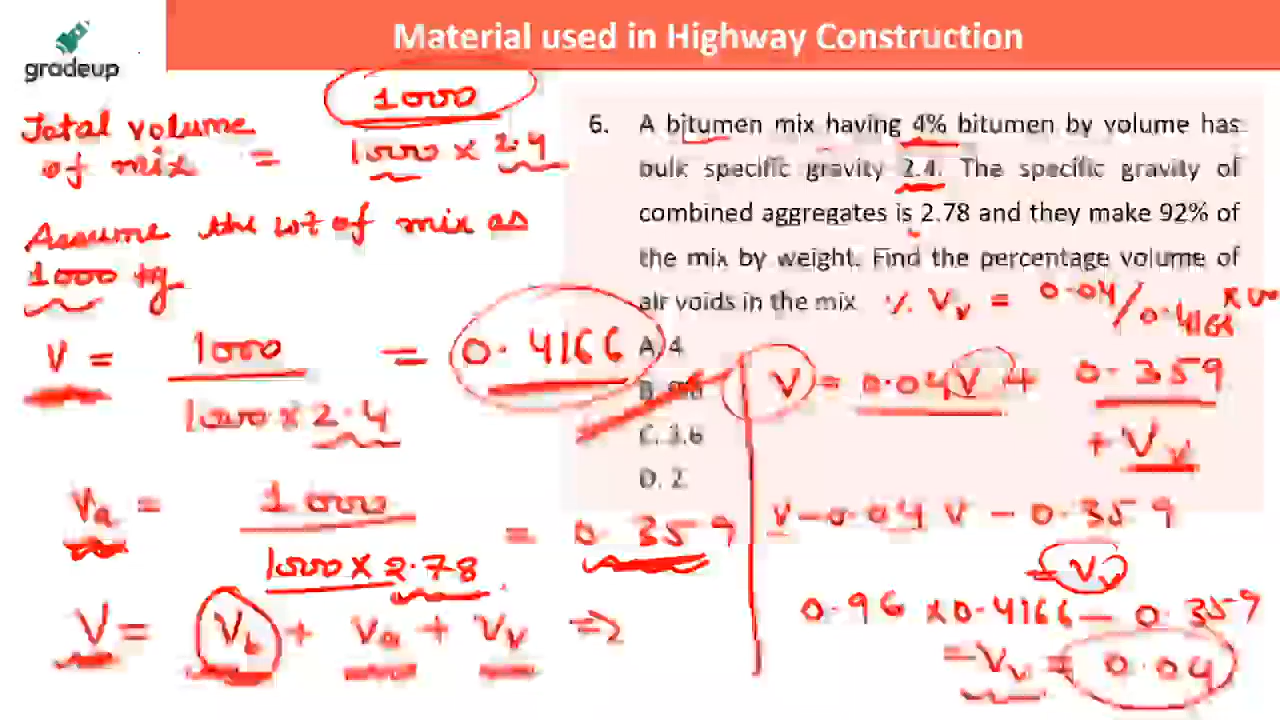 gradeup
Material used in Highway Construction
Total volume of mix = 1000 / 1000 × 2.4
Assume the wt of mix as
1000 kg
V = 1000 / 1000 × 2.4 = 0.4166
Va = 1000 / 1000 × 2.78 = 0.359
V = Vb + Va + Vv =>
6. A bitumen mix having 4% bitumen by volume has
bulk specific gravity 2.4. The specific gravity of
combined aggregates is 2.78 and they make 92% of
the mix by weight. Find the percentage volume of
air voids in the mix
% Vv = 0.04/0.4166 ×100
A. 4
B.
C. 3.6
D. 2
V = 0.04V + 0.359
+ Vv
V - 0.04 V - 0.359
= Vv
0.96 × 0.4166 - 0.359
= Vv = 0.04